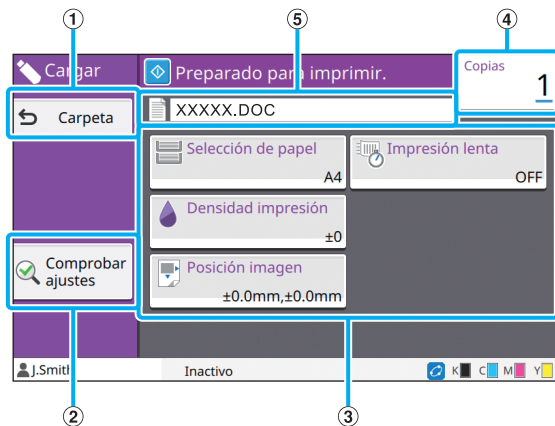 1
5
4
Cargar
Preparado para imprimir.
Copias
1
Carpeta
XXXXX.DOC
Selección de papel
A4
Impresión lenta
OFF
Densidad impresión
±0
Comprobar
ajustes
Posición imagen
±0.0mm,±0.0mm
J.Smith
Inactivo
K
C
M
Y
2
3